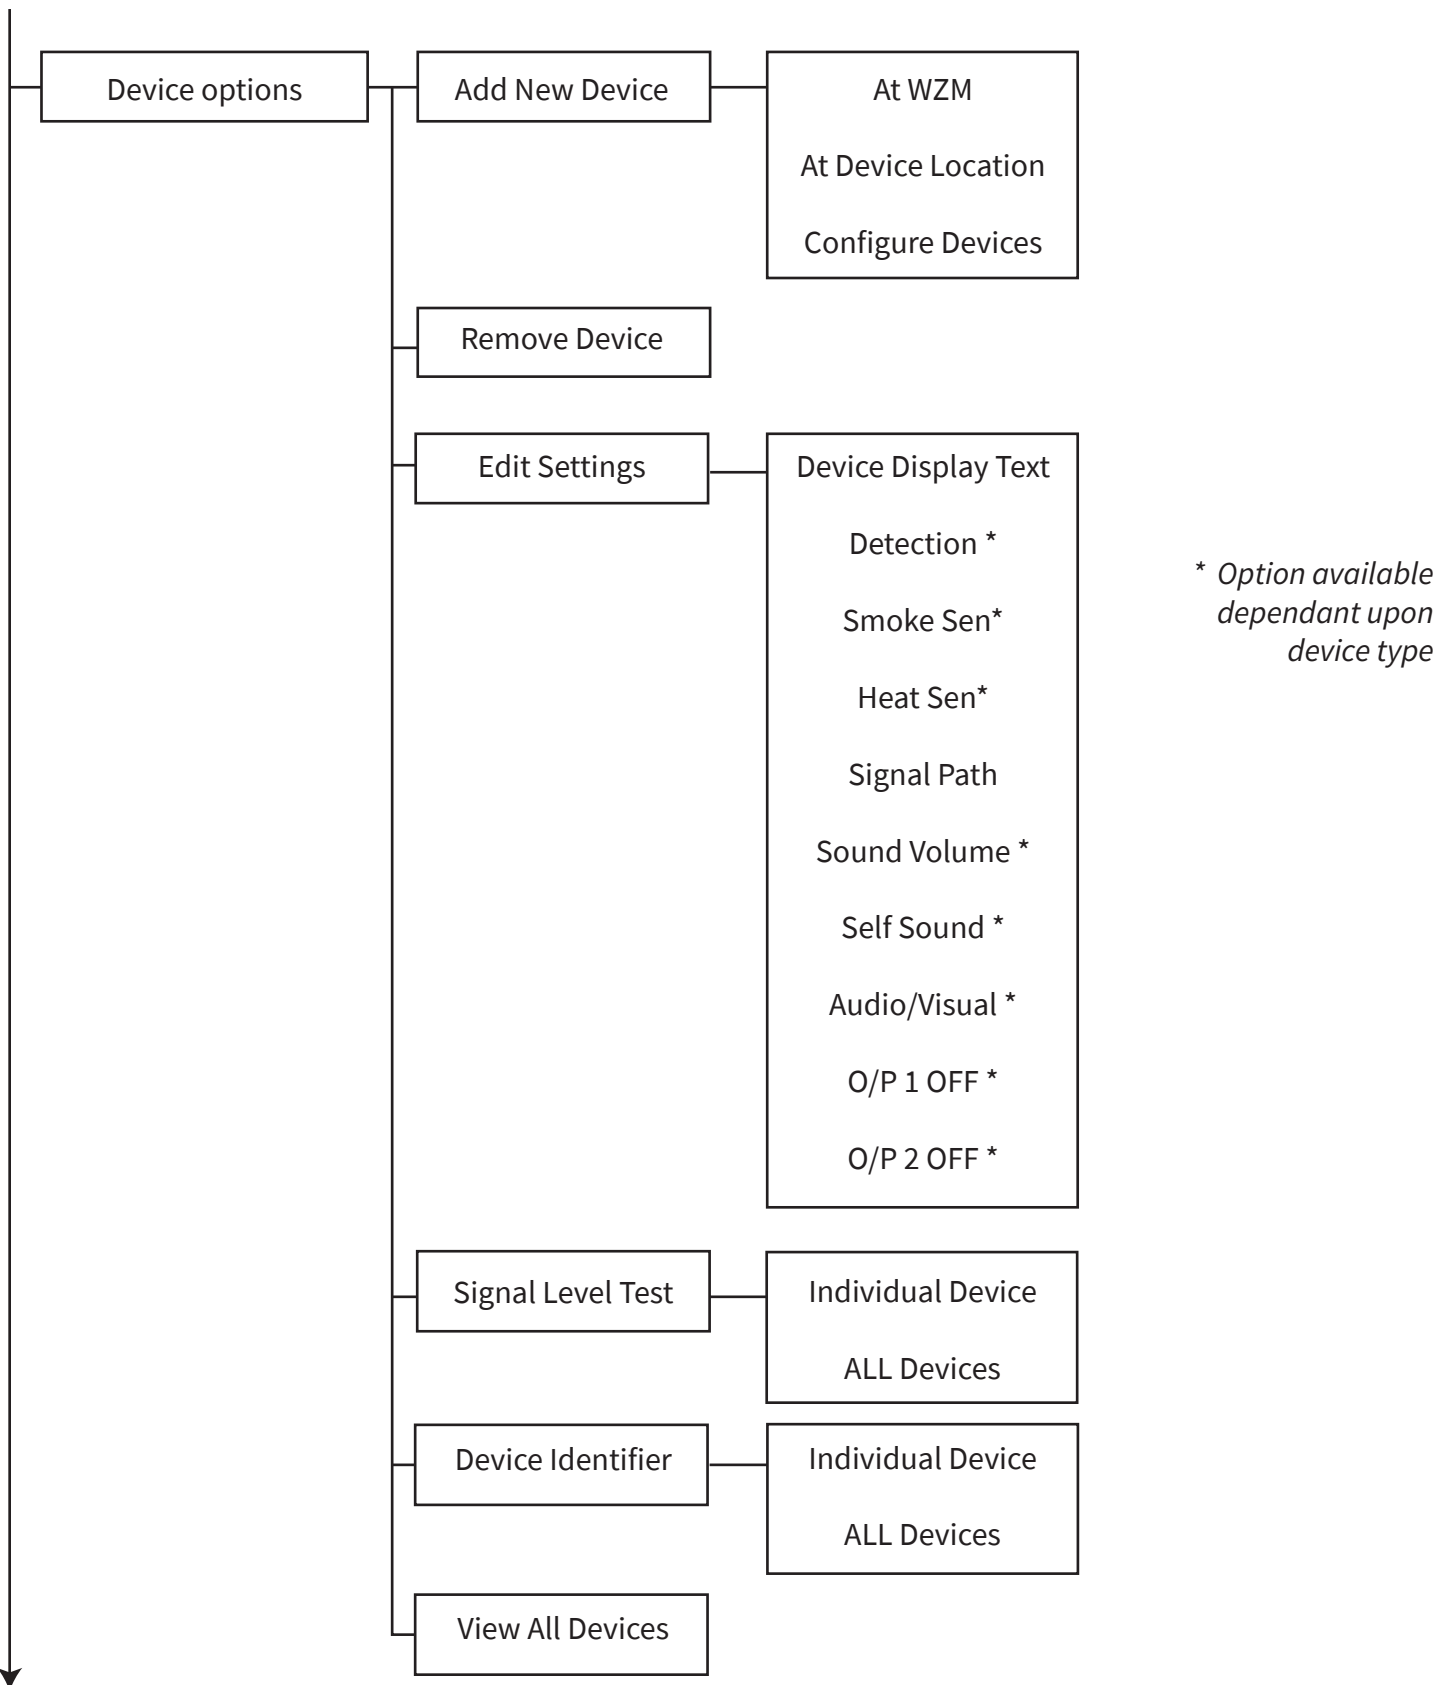 Device options
Add New Device
At WZM
At Device Location
Configure Devices
Remove Device
Edit Settings
Device Display Text
Detection *
Smoke Sen*
Heat Sen*
Signal Path
Sound Volume *
Self Sound *
Audio/Visual *
O/P 1 OFF *
O/P 2 OFF *
* Option available
dependant upon
device type
Signal Level Test
Individual Device
ALL Devices
Device Identifier
Individual Device
ALL Devices
View All Devices